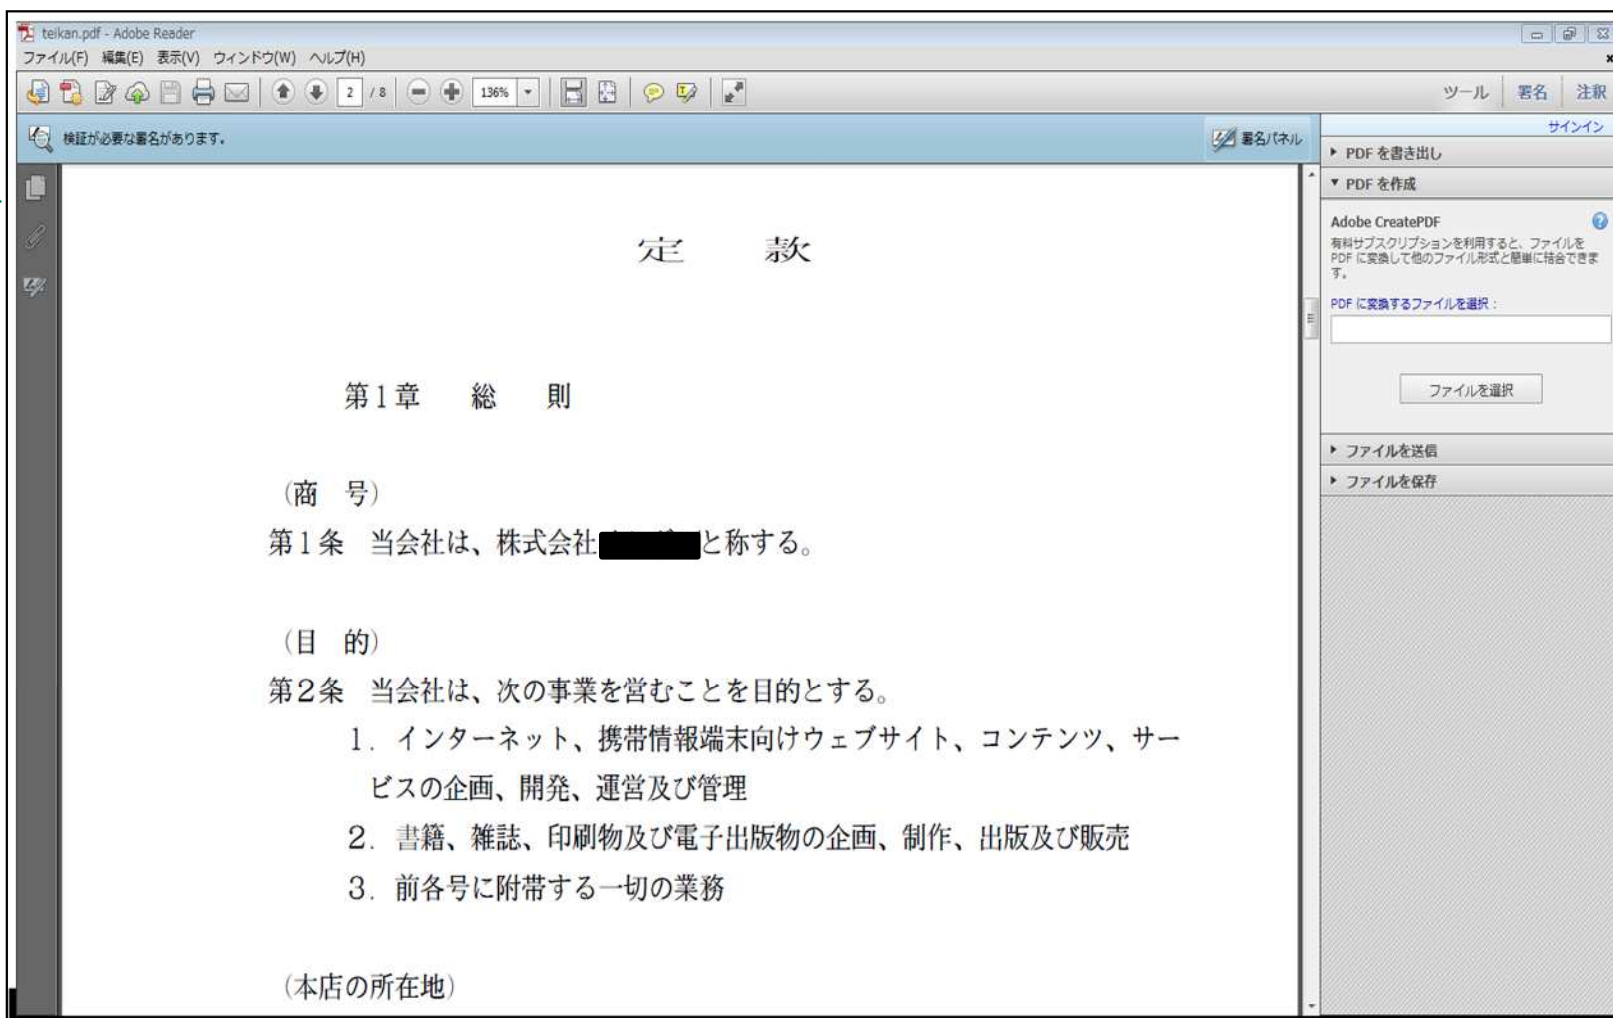 teikan.pdf - Adobe Reader
ファイル(F) 編集(E) 表示(V) ウィンドウ(W) ヘルプ(H)
2 / 8 136% ツール 署名 注釈
検証が必要な署名があります。 署名パネル
サインイン
PDF を書き出し
PDF を作成
Adobe CreatePDF
有料サブスクリプションを利用すると、ファイルを
PDF に変換して他のファイル形式と簡単に結合できま
す。
PDF に変換するファイルを選択：
ファイルを選択
ファイルを送信
ファイルを保存
定　款
第１章　総　則
（商　号）
第１条　当会社は、株式会社 と称する。
（目　的）
第２条　当会社は、次の事業を営むことを目的とする。
１．インターネット、携帯情報端末向けウェブサイト、コンテンツ、サー
ビスの企画、開発、運営及び管理
２．書籍、雑誌、印刷物及び電子出版物の企画、制作、出版及び販売
３．前各号に附帯する一切の業務
（本店の所在地）